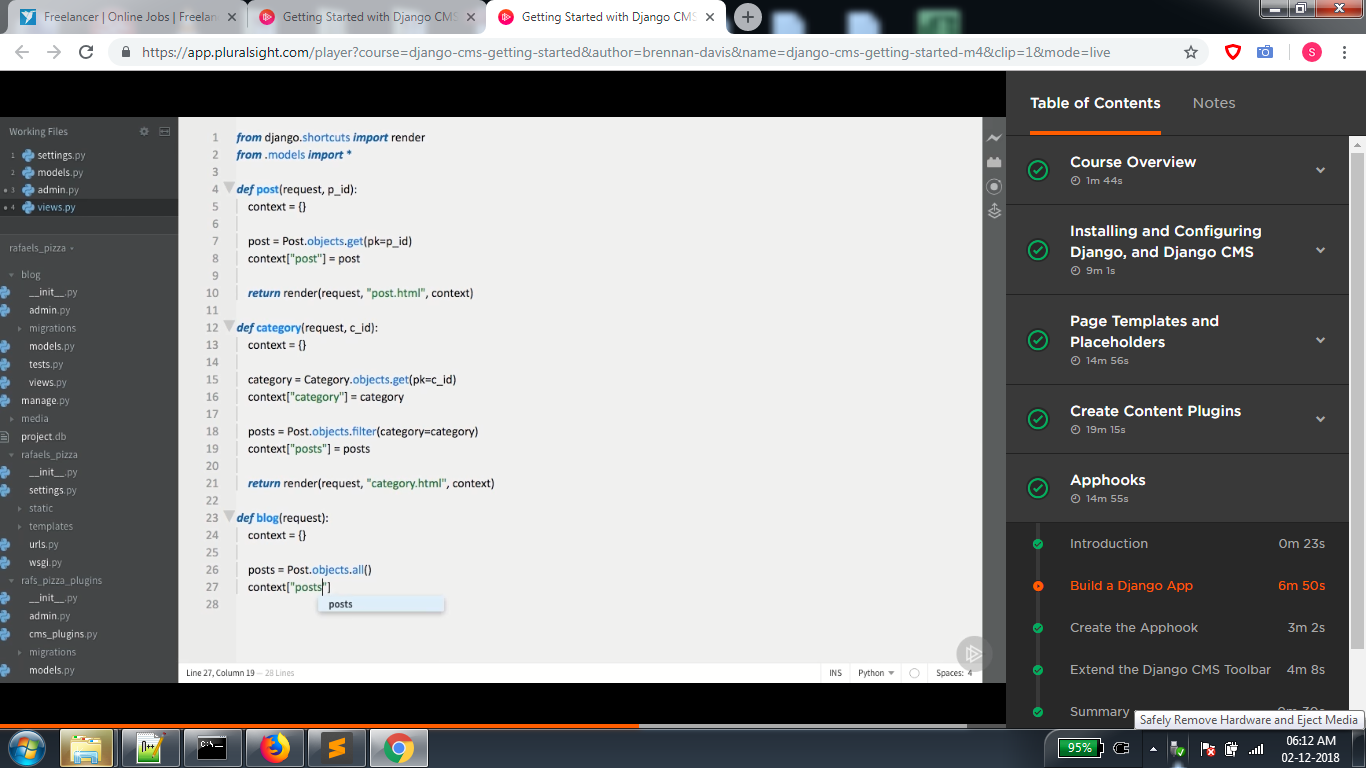 Freelancer | Online Jobs | Freelan
Getting Started with Django CMS
Getting Started with Django CMS
https://app.pluralsight.com/player?course=django-cms-getting-started&author=brennan-davis&name=django-cms-getting-started-m4&clip=1&mode=live
S
Working Files
1 settings.py
2 models.py
3 admin.py
4 views.py
rafaels_pizza
blog
__init__.py
admin.py
migrations
models.py
tests.py
views.py
manage.py
media
project.db
rafaels_pizza
__init__.py
settings.py
static
templates
urls.py
wsgi.py
rafs_pizza_plugins
__init__.py
admin.py
cms_plugins.py
migrations
models.py
1 from django.shortcuts import render
2 from .models import *
3
4 def post(request, p_id):
5 context = {}
6
7 post = Post.objects.get(pk=p_id)
8 context["post"] = post
9
10 return render(request, "post.html", context)
11
12 def category(request, c_id):
13 context = {}
14
15 category = Category.objects.get(pk=c_id)
16 context["category"] = category
17
18 posts = Post.objects.filter(category=category)
19 context["posts"] = posts
20
21 return render(request, "category.html", context)
22
23 def blog(request):
24 context = {}
25
26 posts = Post.objects.all()
27 context["posts"]
28
posts
Line 27, Column 19 — 28 Lines
INS
Python
Spaces: 4
Table of Contents
Notes
Course Overview
1m 44s
Installing and Configuring
Django, and Django CMS
9m 1s
Page Templates and
Placeholders
14m 56s
Create Content Plugins
19m 15s
Apphooks
14m 55s
Introduction 0m 23s
Build a Django App 6m 50s
Create the Apphook 3m 2s
Extend the Django CMS Toolbar 4m 8s
Summary
Safely Remove Hardware and Eject Media
95%
06:12 AM
02-12-2018